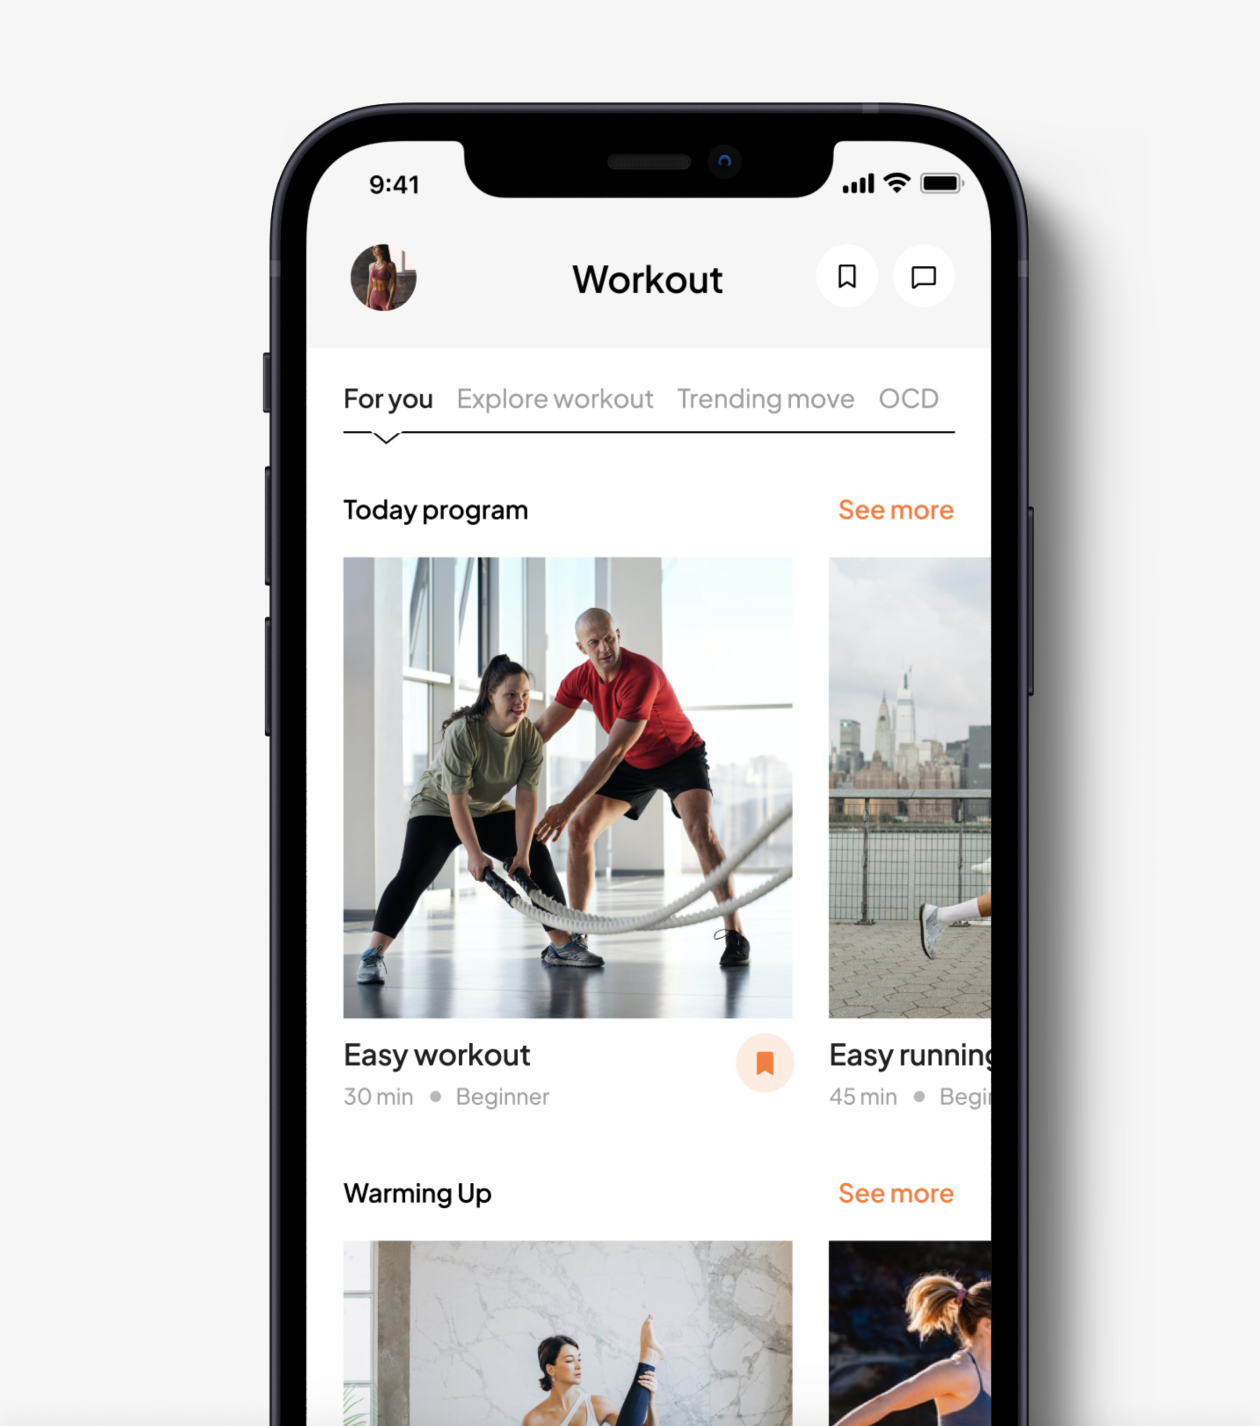 9:41
Workout
For you Explore workout Trending move OCD
Today program See more
Easy workout
30 min • Beginner
Easy running
45 min •
Warming Up See more